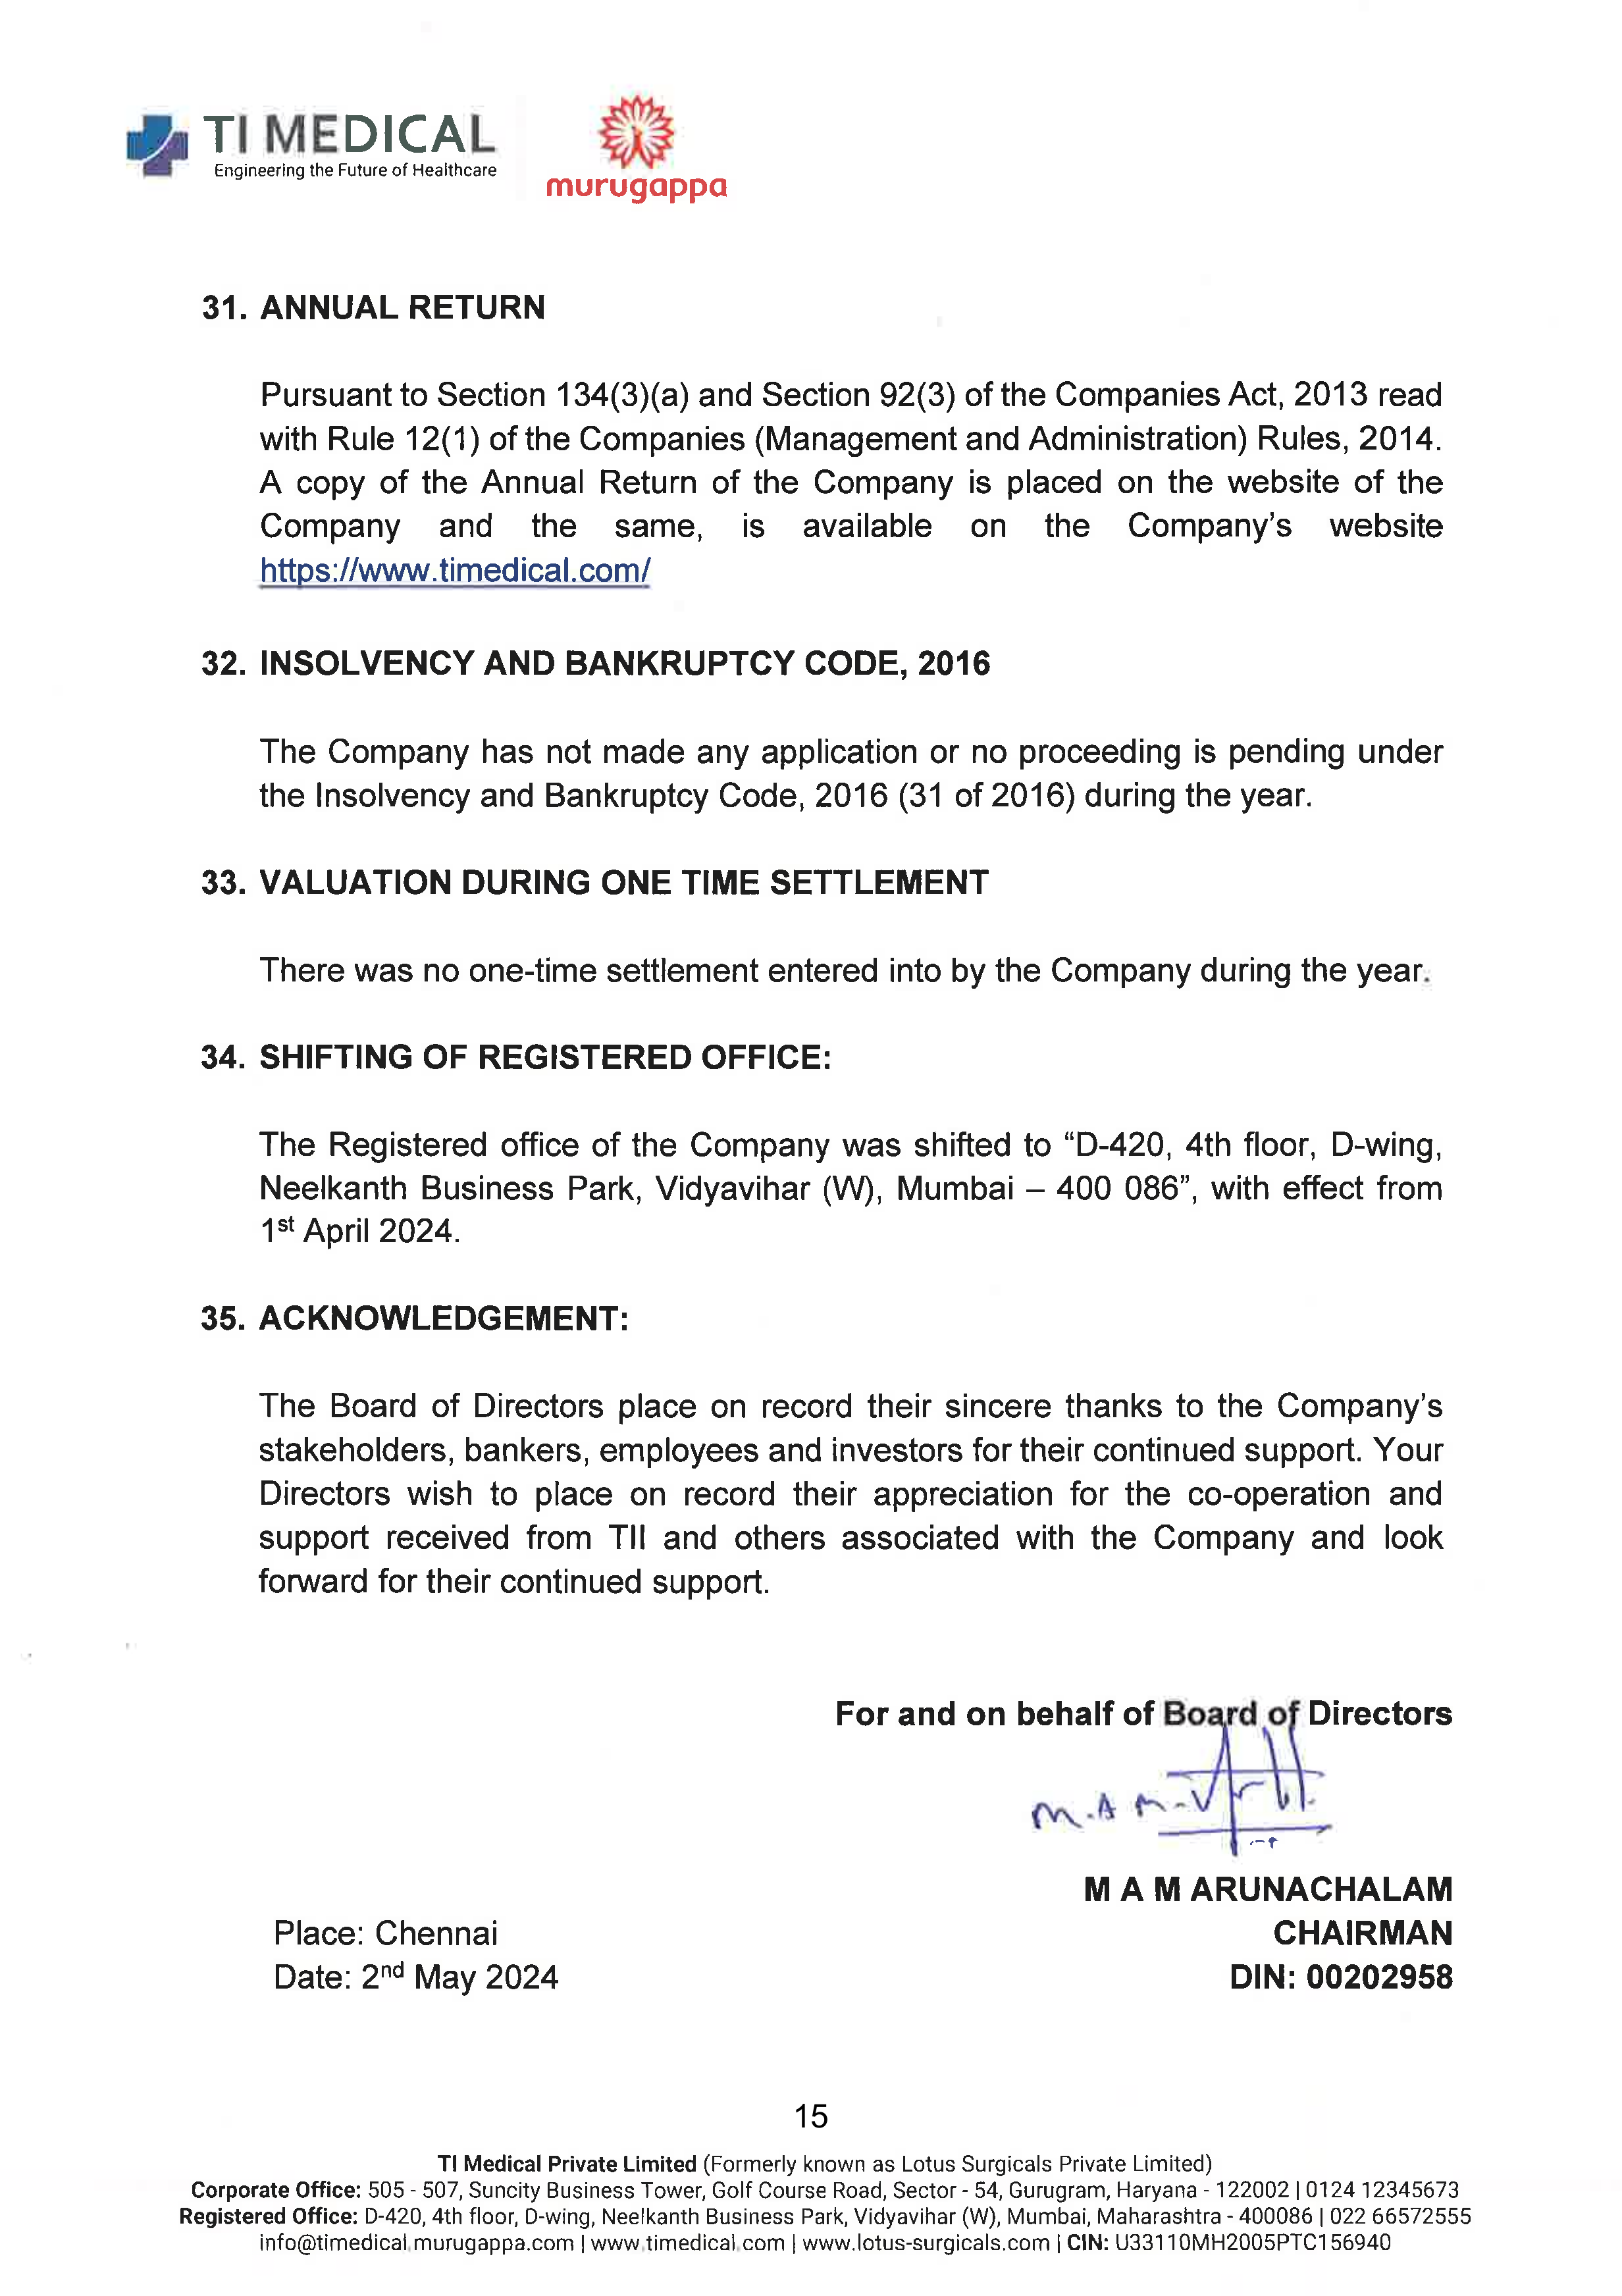 TI MEDICAL
Engineering the Future of Healthcare
murugappa
31. ANNUAL RETURN
Pursuant to Section 134(3)(a) and Section 92(3) of the Companies Act, 2013 read
with Rule 12(1) of the Companies (Management and Administration) Rules, 2014.
A copy of the Annual Return of the Company is placed on the website of the
Company and the same, is available on the Company's website
https://www.timedical.com/
32. INSOLVENCY AND BANKRUPTCY CODE, 2016
The Company has not made any application or no proceeding is pending under
the Insolvency and Bankruptcy Code, 2016 (31 of 2016) during the year.
33. VALUATION DURING ONE TIME SETTLEMENT
There was no one-time settlement entered into by the Company during the year.
34. SHIFTING OF REGISTERED OFFICE:
The Registered office of the Company was shifted to “D-420, 4th floor, D-wing,
Neelkanth Business Park, Vidyavihar (W), Mumbai – 400 086”, with effect from
1st April 2024.
35. ACKNOWLEDGEMENT:
The Board of Directors place on record their sincere thanks to the Company's
stakeholders, bankers, employees and investors for their continued support. Your
Directors wish to place on record their appreciation for the co-operation and
support received from TII and others associated with the Company and look
forward for their continued support.
For and on behalf of Board of Directors
M.A.M.
M A M ARUNACHALAM
Place: Chennai CHAIRMAN
Date: 2nd May 2024 DIN: 00202958
15
TI Medical Private Limited (Formerly known as Lotus Surgicals Private Limited)
Corporate Office: 505 - 507, Suncity Business Tower, Golf Course Road, Sector - 54, Gurugram, Haryana - 122002 | 0124 12345673
Registered Office: D-420, 4th floor, D-wing, Neelkanth Business Park, Vidyavihar (W), Mumbai, Maharashtra - 400086 | 022 66572555
info@timedical.murugappa.com | www.timedical.com | www.lotus-surgicals.com | CIN: U33110MH2005PTC156940